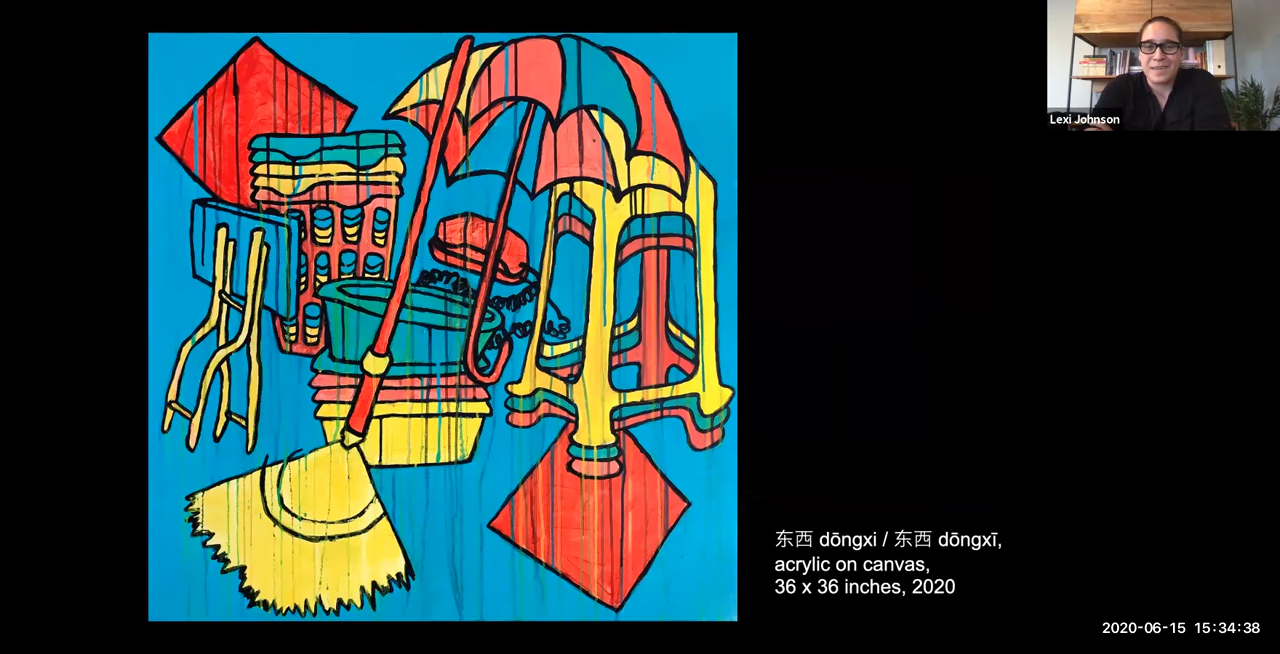 Lexi Johnson
东西 dōngxi / 东西 dōngxī,
acrylic on canvas,
36 x 36 inches, 2020
2020-06-15 15:34:38